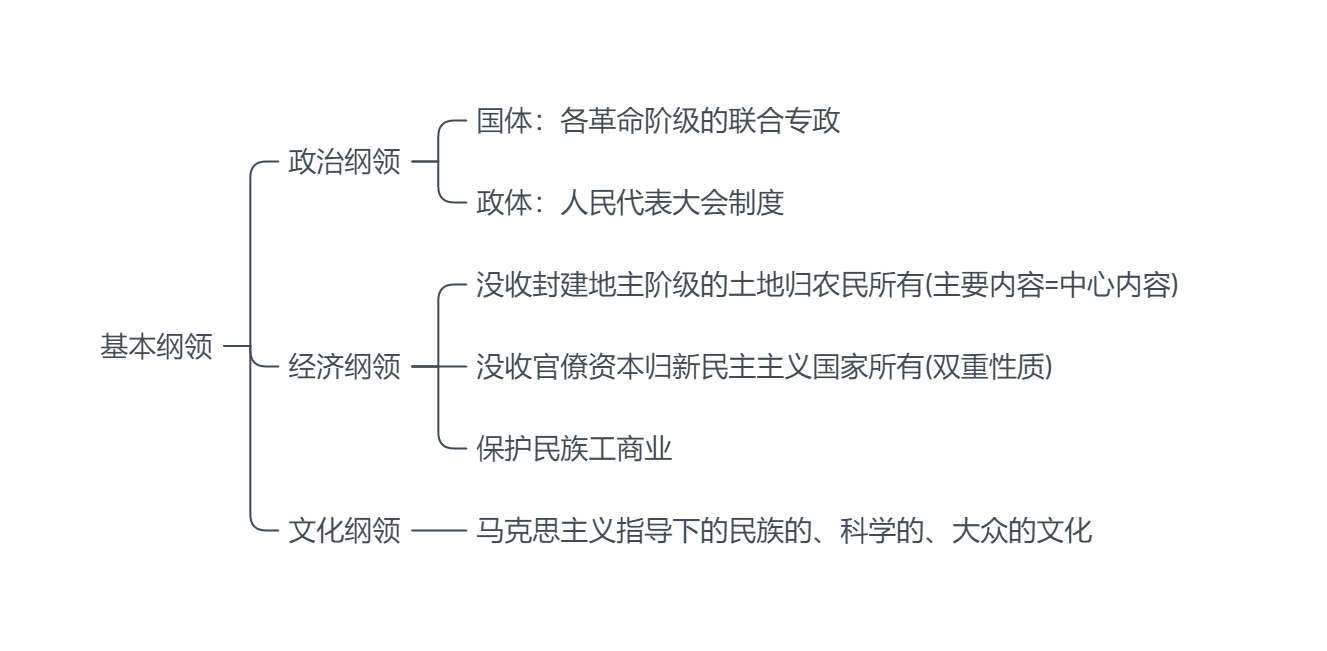 基本纲领
政治纲领
国体：各革命阶级的联合专政
政体：人民代表大会制度
经济纲领
没收封建地主阶级的土地归农民所有(主要内容=中心内容)
没收官僚资本归新民主主义国家所有(双重性质)
保护民族工商业
文化纲领
马克思主义指导下的民族的、科学的、大众的文化